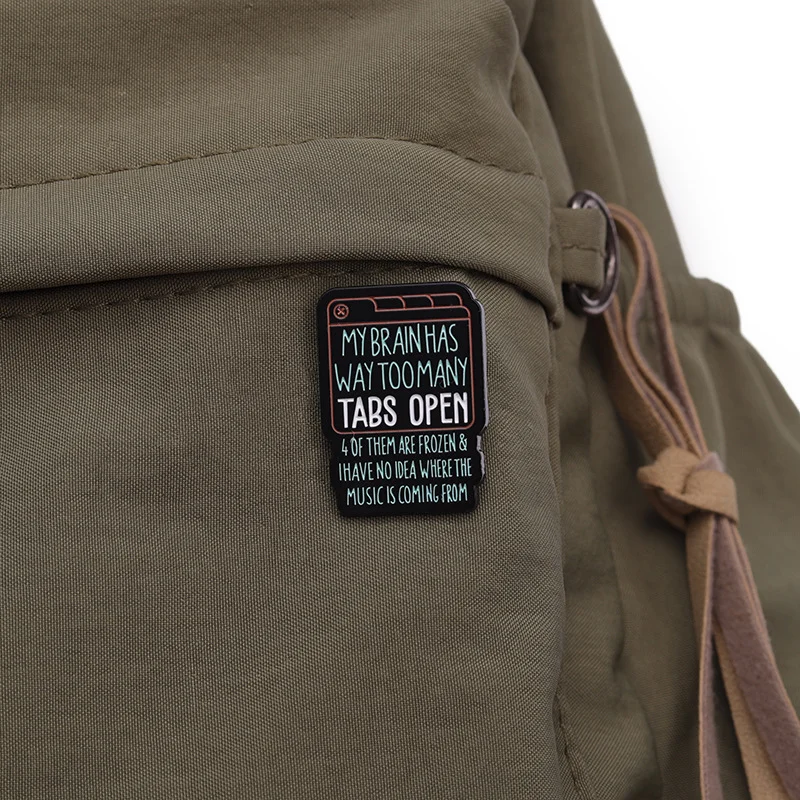 MY BRAIN HAS
WAY TOO MANY
TABS OPEN
4 OF THEM ARE FROZEN &
I HAVE NO IDEA WHERE THE
MUSIC IS COMING FROM